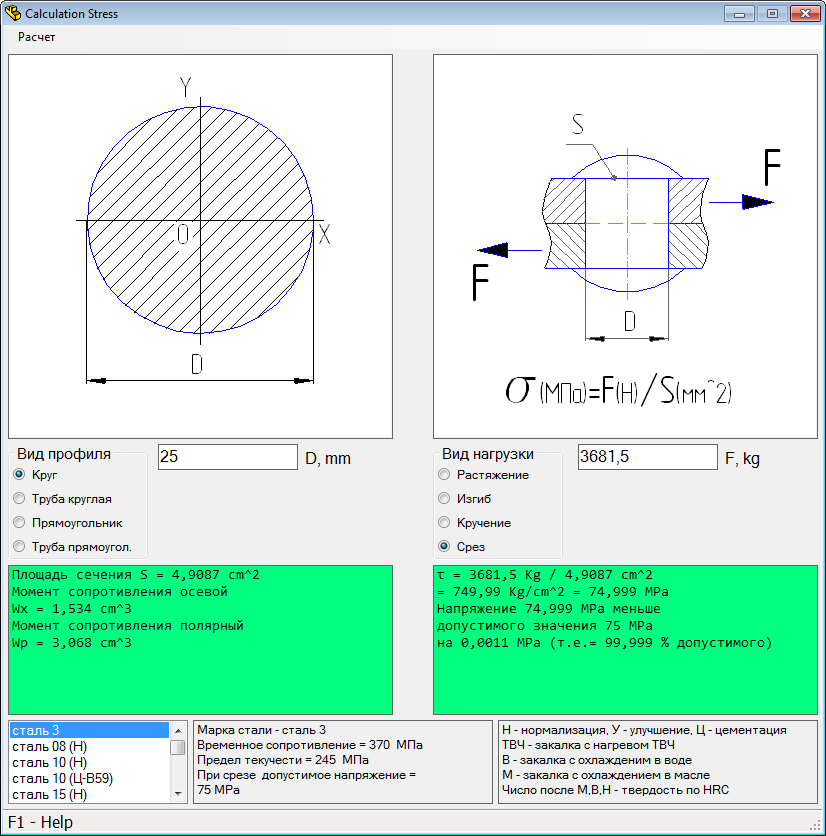 Calculation Stress
Расчет
Y
O
X
D
S
F
F
D
σ (МПа)=F(Н)/S(мм^2)
Вид профиля
25
D, mm
Круг
Труба круглая
Прямоугольник
Труба прямоугол.
Вид нагрузки
3681,5
F, kg
Растяжение
Изгиб
Кручение
Срез
Площадь сечения S = 4,9087 cm^2
Момент сопротивления осевой
Wx = 1,534 cm^3
Момент сопротивления полярный
Wp = 3,068 cm^3
τ = 3681,5 Kg / 4,9087 cm^2
= 749,99 Kg/cm^2 = 74,999 MPa
Напряжение 74,999 MPa меньше
допустимого значения 75 MPa
на 0,0011 MPa (т.е.= 99,999 % допустимого)
сталь 3
сталь 08 (Н)
сталь 10 (Н)
сталь 10 (Ц-В59)
сталь 15 (Н)
Марка стали - сталь 3
Временное сопротивление = 370 МПа
Предел текучести = 245 МПа
При срезе допустимое напряжение =
75 МРа
Н - нормализация, У - улучшение, Ц - цементация
ТВЧ - закалка с нагревом ТВЧ
В - закалка с охлажденим в воде
М - закалка с охлаждением в масле
Число после М,В,Н - твердость по HRC
F1 - Help